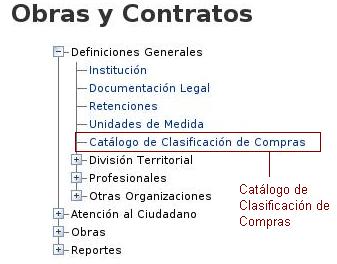 Obras y Contratos
Definiciones Generales
Institución
Documentación Legal
Retenciones
Unidades de Medida
Catálogo de Clasificación de Compras
División Territorial
Profesionales
Otras Organizaciones
Atención al Ciudadano
Obras
Reportes
Catálogo de
Clasificación de
Compras